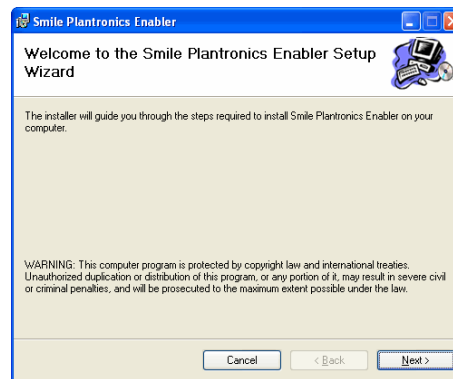 Smile Plantronics Enabler
Welcome to the Smile Plantronics Enabler Setup
Wizard
The installer will guide you through the steps required to install Smile Plantronics Enabler on your
computer.
WARNING: This computer program is protected by copyright law and international treaties.
Unauthorized duplication or distribution of this program, or any portion of it, may result in severe civil
or criminal penalties, and will be prosecuted to the maximum extent possible under the law.
Cancel < Back Next >